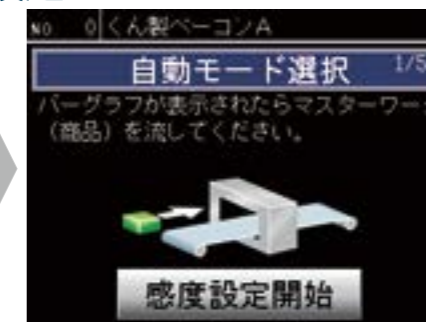 NO 0 くん製ベーコンA
自動モード選択 1/5
バーグラフが表示されたらマスターワー
(商品)を流してください。
感度設定開始